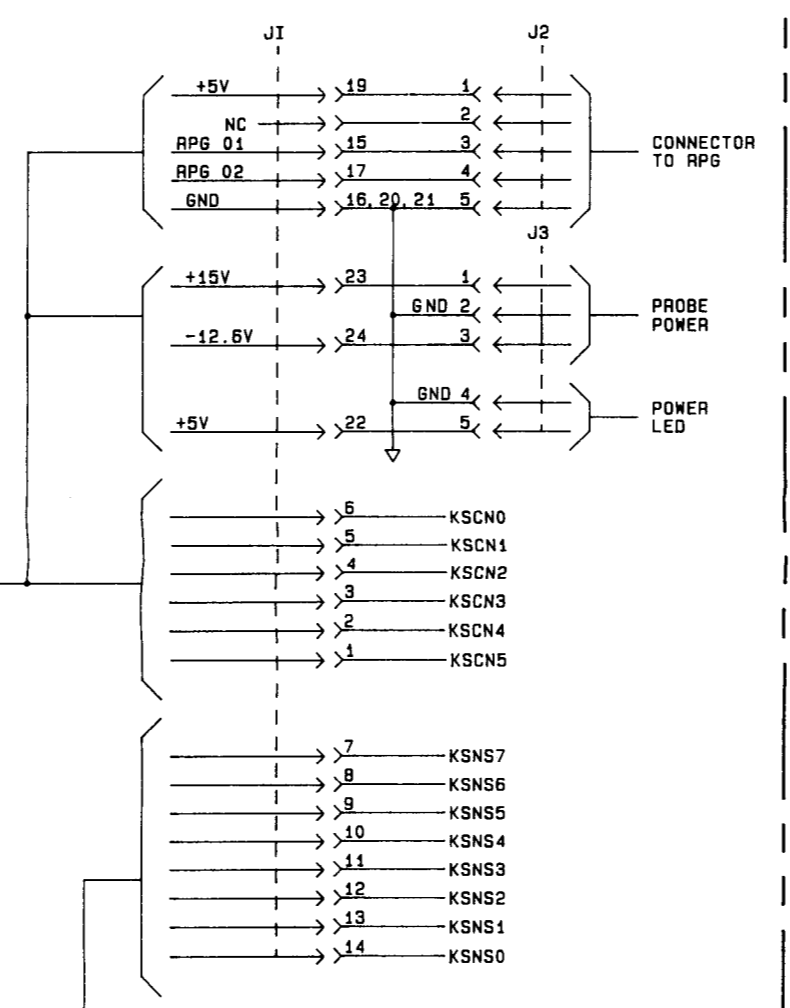 JI J2
+5V 19 1
NC 2
RPG 01 15 3
RPG 02 17 4
GND 16, 20, 21 5
CONNECTOR
TO RPG
J3
+15V 23 1
GND 2
-12.6V 24 3
PROBE
POWER
GND 4
+5V 22 5
POWER
LED
6 KSCN0
5 KSCN1
4 KSCN2
3 KSCN3
2 KSCN4
1 KSCN5
7 KSNS7
8 KSNS6
9 KSNS5
10 KSNS4
11 KSNS3
12 KSNS2
13 KSNS1
14 KSNS0